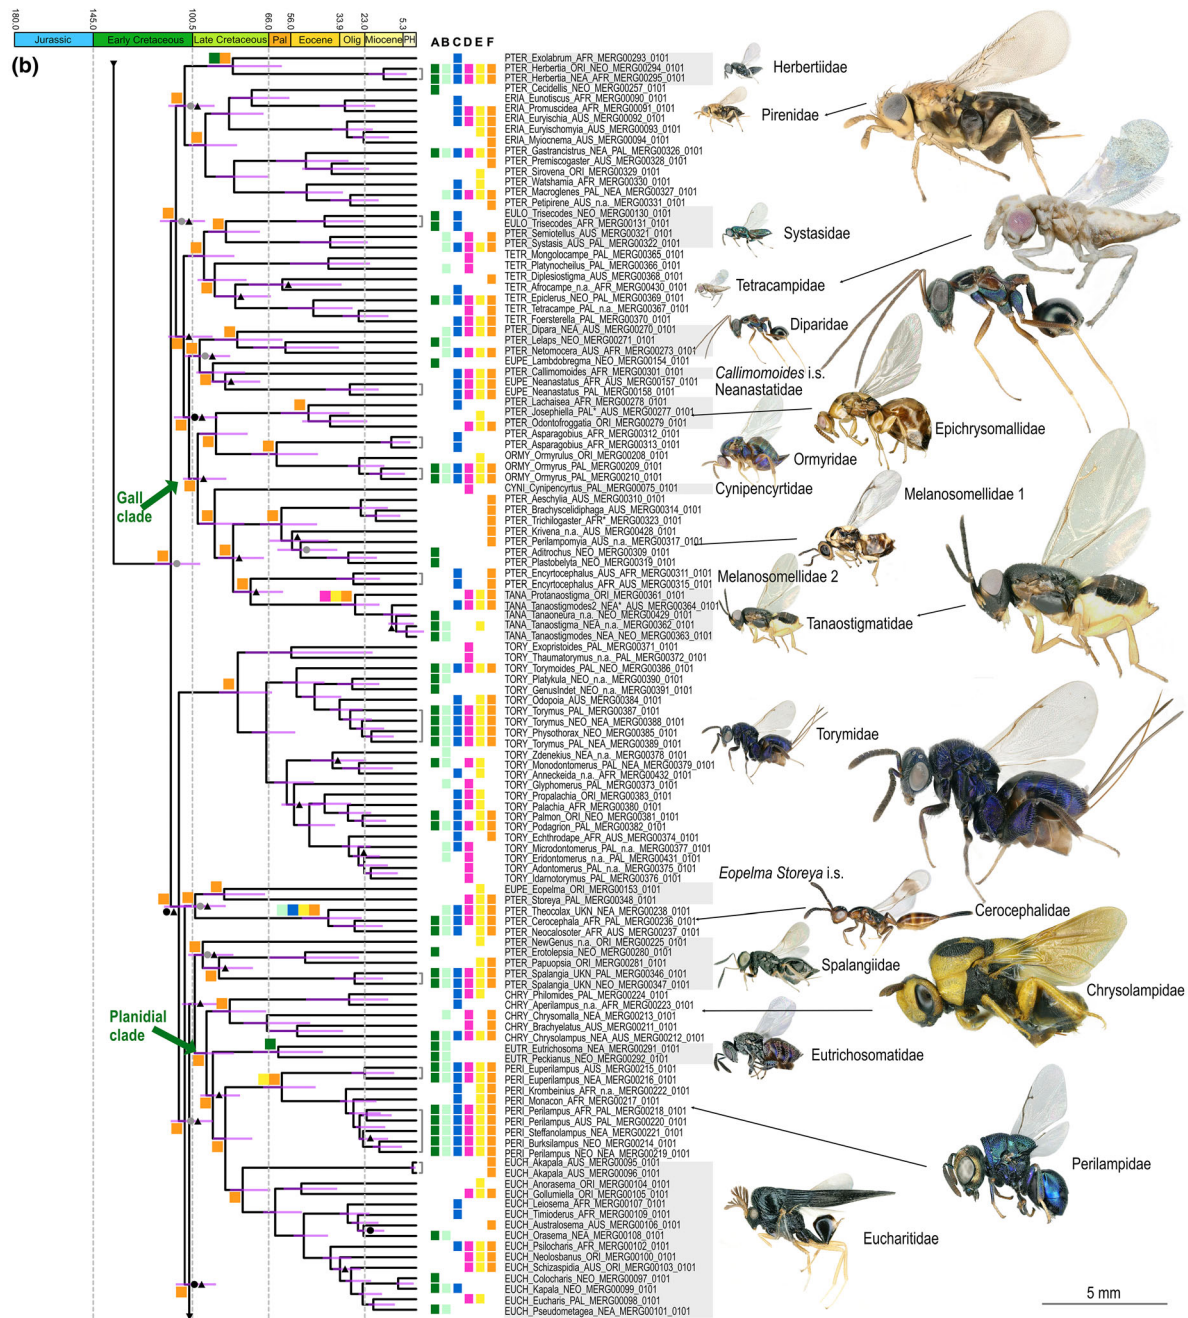 180.0 145.0 100.5 66.0 56.0 33.9 23.0 5.3
Jurassic Early Cretaceous Late Cretaceous Pal Eocene Olig Miocene PH
A B C D E F
(b)
PTER_Exolabrum_AFR_MERG00293_0101
PTER_Herbertia_ORI_NEO_MERG00294_0101
PTER_Herbertia_NEA_AFR_MERG00295_0101
Herbertiidae
PTER_Cecidellis_NEO_MERG00257_0101
ERIA_Eunotiscus_AFR_MERG00090_0101
ERIA_Promuscidea_AFR_MERG00091_0101
ERIA_Euryischia_AUS_MERG00092_0101
ERIA_Euryischomyia_AUS_MERG00093_0101
ERIA_Myiocnema_AUS_MERG00094_0101
PTER_Gastrancistrus_NEA_PAL_MERG00326_0101
PTER_Premiscogaster_AUS_MERG00328_0101
PTER_Sirovena_ORI_MERG00329_0101
PTER_Watshamia_AFR_MERG00330_0101
PTER_Macroglenes_PAL_NEA_MERG00327_0101
PTER_Petipirene_AUS_n.a._MERG00331_0101
Pirenidae
EULO_Trisecodes_NEO_MERG00130_0101
EULO_Trisecodes_AFR_MERG00131_0101
PTER_Semiotellus_AUS_MERG00321_0101
PTER_Systasis_AUS_PAL_MERG00322_0101
Systasidae
TETR_Mongolocampe_PAL_MERG00365_0101
TETR_Platynocheilus_PAL_MERG00366_0101
TETR_Diplesiostigma_AUS_MERG00368_0101
TETR_Afrocampe_n.a._AFR_MERG00430_0101
TETR_Epiclerus_NEO_PAL_MERG00369_0101
TETR_Tetracampe_PAL_n.a._MERG00367_0101
TETR_Foersterella_PAL_MERG00370_0101
Tetracampidae
PTER_Dipara_NEA_AUS_MERG00270_0101
PTER_Lelaps_NEO_MERG00271_0101
PTER_Netomocera_AUS_AFR_MERG00273_0101
EUPE_Lambdobregma_NEO_MERG00154_0101
Diparidae
PTER_Callimomoides_AFR_MERG00301_0101
EUPE_Neanastatus_AFR_AUS_MERG00157_0101
EUPE_Neanastatus_PAL_MERG00158_0101
Callimomoides i.s.
Neanastatidae
PTER_Lachaisea_AFR_MERG00278_0101
PTER_Josephiella_PAL*_AUS_MERG00277_0101
PTER_Odontofroggatia_ORI_MERG00279_0101
Epichrysomallidae
PTER_Asparagobius_AFR_MERG00312_0101
PTER_Asparagobius_AFR_MERG00313_0101
ORMY_Ormyrulus_ORI_MERG00208_0101
ORMY_Ormyrus_PAL_MERG00209_0101
ORMY_Ormyrus_PAL_MERG00210_0101
Ormyridae
CYNI_Cynipencyrtus_PAL_MERG00075_0101
Cynipencyrtidae
Gall
clade
PTER_Aeschylia_AUS_MERG00310_0101
PTER_Brachyscelidiphaga_AUS_MERG00314_0101
PTER_Trichilogaster_AFR*_MERG00323_0101
PTER_Krivena_n.a._AUS_MERG00428_0101
PTER_Perilampomyia_AUS_n.a._MERG00317_0101
PTER_Aditrochus_NEO_MERG00309_0101
PTER_Plastobelyta_NEO_MERG00319_0101
Melanosomellidae 1
PTER_Encyrtocephalus_AUS_AFR_MERG00311_0101
PTER_Encyrtocephalus_AUS_AFR_MERG00315_0101
Melanosomellidae 2
TANA_Protanaostigma_ORI_MERG00361_0101
TANA_Tanaostigmodes2_NEA*_AUS_MERG00364_0101
TANA_Tanaoneura_n.a._NEO_MERG00429_0101
TANA_Tanaostigma_NEA_n.a._MERG00362_0101
TANA_Tanaostigmodes_NEA_NEO_MERG00363_0101
Tanaostigmatidae
TORY_Exopristoides_PAL_MERG00371_0101
TORY_Thaumatorymus_n.a._PAL_MERG00372_0101
TORY_Torymoides_PAL_NEO_MERG00386_0101
TORY_Platykula_NEO_n.a._MERG00390_0101
TORY_GenusIndet_NEO_n.a._MERG00391_0101
TORY_Odopoia_AUS_MERG00384_0101
TORY_Torymus_PAL_MERG00387_0101
TORY_Torymus_NEO_NEA_MERG00388_0101
TORY_Physothorax_NEO_MERG00385_0101
TORY_Torymus_PAL_NEA_MERG00389_0101
TORY_Zdenekius_NEA_n.a._MERG00378_0101
TORY_Monodontomerus_PAL_NEA_MERG00379_0101
TORY_Anneckeida_n.a._AFR_MERG00432_0101
TORY_Glyphomerus_PAL_MERG00373_0101
TORY_Propalachia_ORI_MERG00383_0101
TORY_Palachia_AFR_MERG00380_0101
TORY_Palmon_ORI_NEO_MERG00381_0101
TORY_Podagrion_PAL_MERG00382_0101
TORY_Echthrodape_AFR_AUS_MERG00374_0101
TORY_Microdontomerus_PAL_n.a._MERG00377_0101
TORY_Eridontomerus_n.a._PAL_MERG00431_0101
TORY_Adontomerus_PAL_n.a._MERG00375_0101
TORY_Idarnotorymus_PAL_MERG00376_0101
Torymidae
EUPE_Eopelma_ORI_MERG00153_0101
PTER_Storeya_PAL_MERG00348_0101
Eopelma Storeya i.s.
PTER_Theocolax_UKN_NEA_MERG00238_0101
PTER_Cerocephala_AFR_PAL_MERG00236_0101
PTER_Neocalosoter_AUS_MERG00237_0101
Cerocephalidae
PTER_NewGenus_n.a._ORI_MERG00225_0101
PTER_Erotolepsia_NEO_MERG00280_0101
PTER_Papuopsia_ORI_MERG00281_0101
PTER_Spalangia_UKN_PAL_MERG00346_0101
PTER_Spalangia_UKN_NEO_MERG00347_0101
Spalangiidae
Planidial
clade
CHRY_Philomides_PAL_MERG00224_0101
CHRY_Aperilampus_n.a._AFR_MERG00223_0101
CHRY_Chrysomalla_NEA_MERG00213_0101
CHRY_Brachyelatus_AUS_MERG00211_0101
CHRY_Chrysolampus_NEA_AUS_MERG00212_0101
Chrysolampidae
EUTR_Eutrichosoma_NEA_MERG00291_0101
EUTR_Peckianus_NEO_MERG00292_0101
Eutrichosomatidae
PERI_Euperilampus_AUS_MERG00215_0101
PERI_Euperilampus_NEA_MERG00216_0101
PERI_Krombeinius_AFR_n.a._MERG00222_0101
PERI_Monacon_AFR_MERG00217_0101
PERI_Perilampus_AFR_PAL_MERG00218_0101
PERI_Perilampus_AUS_PAL_MERG00220_0101
PERI_Steffanolampus_NEA_MERG00221_0101
PERI_Burksilampus_NEO_MERG00214_0101
PERI_Perilampus_NEO_NEA_MERG00219_0101
Perilampidae
EUCH_Akapala_AUS_MERG00095_0101
EUCH_Akapala_AUS_MERG00096_0101
EUCH_Anorasema_ORI_MERG00104_0101
EUCH_Gollumiella_ORI_MERG00105_0101
EUCH_Leiosema_AFR_MERG00107_0101
EUCH_Timioderus_AFR_MERG00109_0101
EUCH_Australosema_AUS_MERG00106_0101
EUCH_Orasema_NEA_MERG00108_0101
EUCH_Psilocharis_AFR_MERG00102_0101
EUCH_Neolosbanus_ORI_MERG00100_0101
EUCH_Schizaspidia_AUS_ORI_MERG00103_0101
EUCH_Colocharis_NEO_MERG00097_0101
EUCH_Kapala_NEO_MERG00099_0101
EUCH_Eucharis_PAL_MERG00098_0101
EUCH_Pseudometagea_NEA_MERG00101_0101
Eucharitidae
5 mm